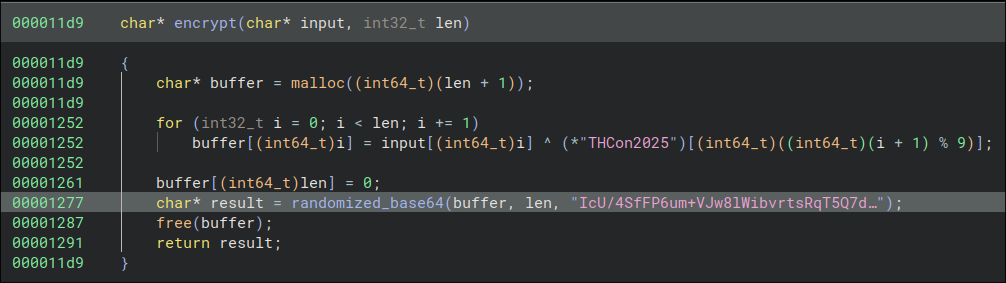 000011d9 char* encrypt(char* input, int32_t len)
000011d9 {
000011d9 char* buffer = malloc((int64_t)(len + 1));
000011d9
00001252 for (int32_t i = 0; i < len; i += 1)
00001252 buffer[(int64_t)i] = input[(int64_t)i] ^ (*"THCon2025")[(int64_t)((int64_t)(i + 1) % 9)];
00001252
00001261 buffer[(int64_t)len] = 0;
00001277 char* result = randomized_base64(buffer, len, "IcU/4SfFP6um+VJw8lWibvrtsRqT5Q7d…");
00001287 free(buffer);
00001291 return result;
000011d9 }